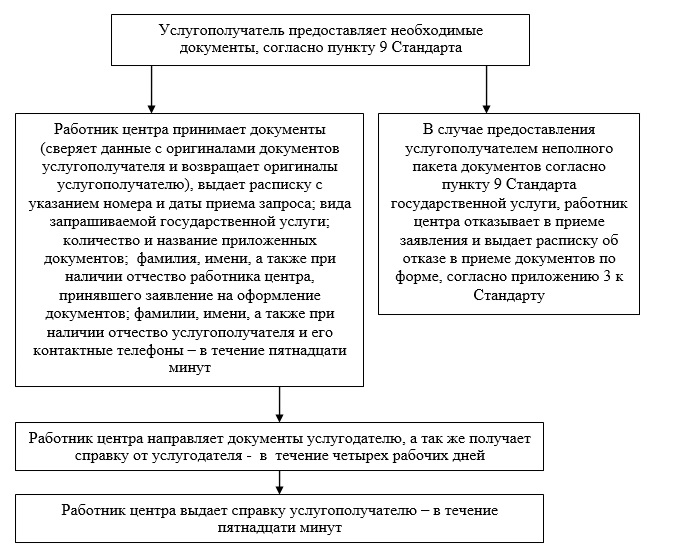 Услугополучатель предоставляет необходимые
документы, согласно пункту 9 Стандарта
Работник центра принимает документы
(сверяет данные с оригиналами документов
услугополучателя и возвращает оригиналы
услугополучателю), выдает расписку с
указанием номера и даты приема запроса; вида
запрашиваемой государственной услуги;
количество и название приложенных
документов;  фамилия, имени, а также при
наличии отчество работника центра,
принявшего заявление на оформление
документов; фамилии, имени, а также при
наличии отчество услугополучателя и его
контактные телефоны – в течение пятнадцати
минут
В случае предоставления
услугополучателем неполного
пакета документов согласно
пункту 9 Стандарта
государственной услуги, работник
центра отказывает в приеме
заявления и выдает расписку об
отказе в приеме документов по
форме, согласно приложению 3 к
Стандарту
Работник центра направляет документы услугодателю, а так же получает
справку от услугодателя -  в  течение четырех рабочих дней
Работник центра выдает справку услугополучателю – в течение
пятнадцати минут